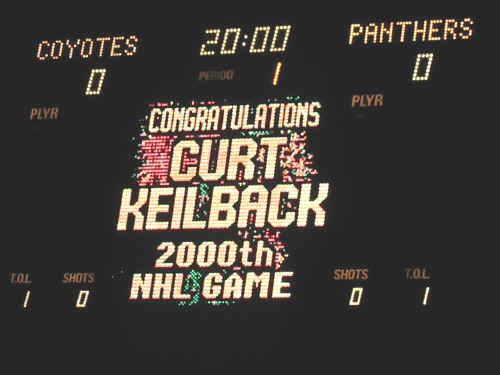 COYOTES 20:00 PANTHERS
0 PERIOD 1 0
PLYR PLYR
CONGRATULATIONS
CURT
KEILBACK
2000th
NHL GAME
T.O.L SHOTS SHOTS T.O.L
1 0 0 1